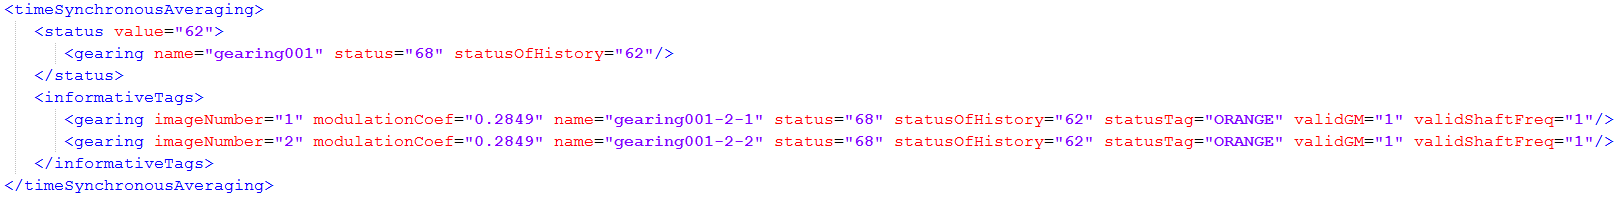 <timeSynchronousAveraging>
<status value="62">
<gearing name="gearing001" status="68" statusOfHistory="62"/>
</status>
<informativeTags>
<gearing imageNumber="1" modulationCoef="0.2849" name="gearing001-2-1" status="68" statusOfHistory="62" statusTag="ORANGE" validGM="1" validShaftFreq="1"/>
<gearing imageNumber="2" modulationCoef="0.2849" name="gearing001-2-2" status="68" statusOfHistory="62" statusTag="ORANGE" validGM="1" validShaftFreq="1"/>
</informativeTags>
</timeSynchronousAveraging>